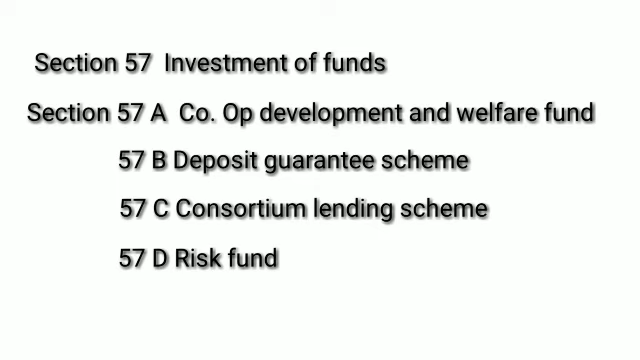 Section 57 Investment of funds
Section 57 A Co. Op development and welfare fund
57 B Deposit guarantee scheme
57 C Consortium lending scheme
57 D Risk fund